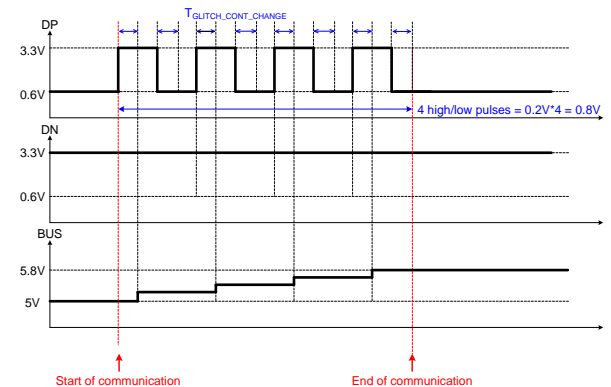 T_GLITCH_CONT_CHANGE
DP
3.3V
0.6V
4 high/low pulses = 0.2V*4 = 0.8V
DN
3.3V
0.6V
BUS
5.8V
5V
Start of communication
End of communication